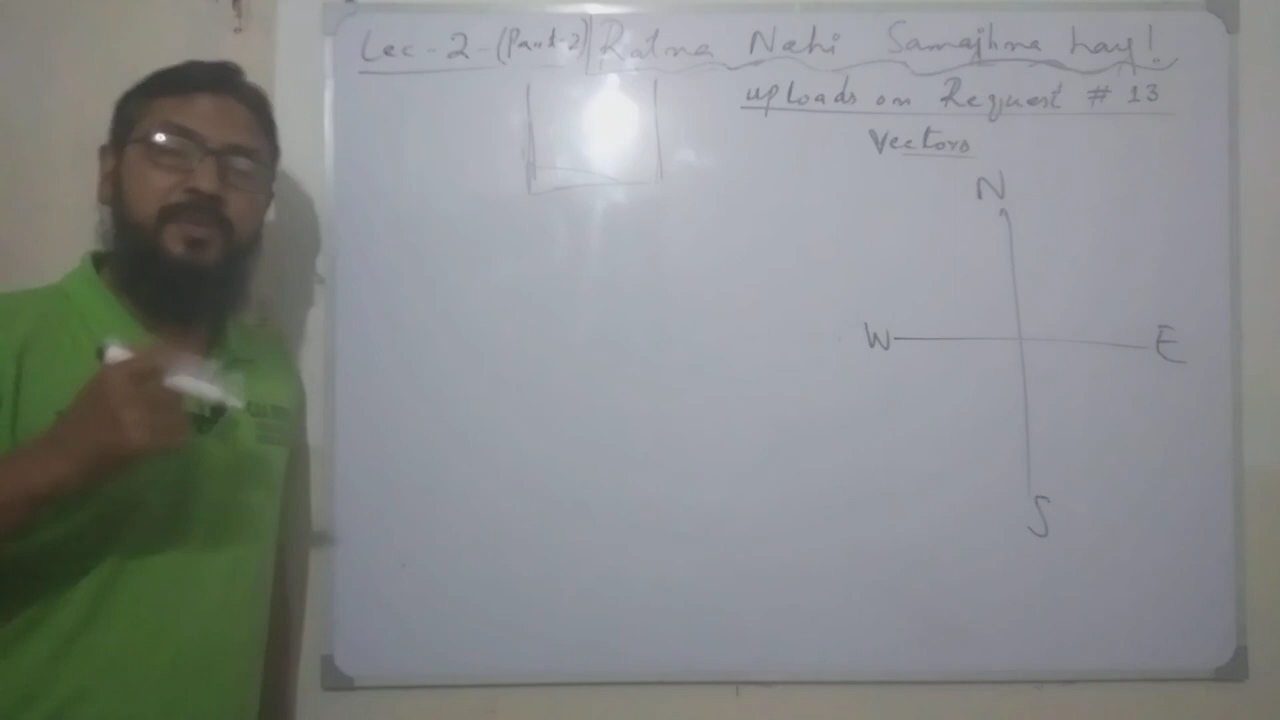 Lec-2-(Part-2) Ratna Nahi Samajhna hay!
uploads on Request # 13
Vectors
N
W E
S